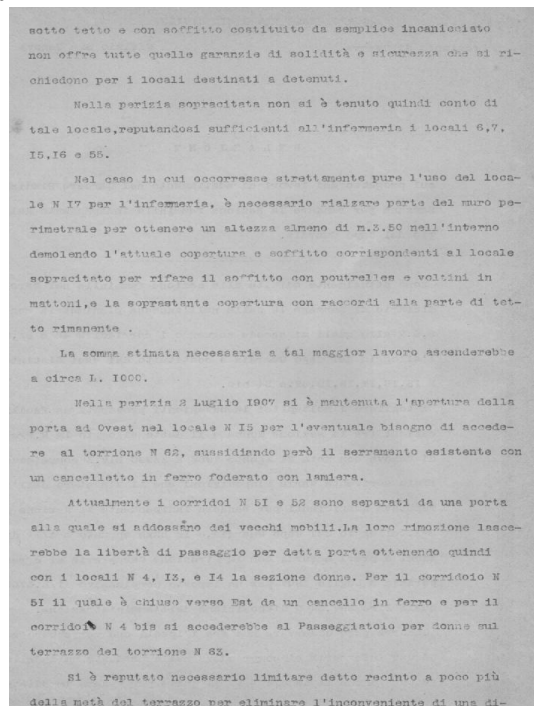 sotto tetto e con soffitto costituito da semplice incanicciato
non offre tutte quelle garanzie di solidità e sicurezza che si ri-
chiedono per i locali destinati a detenuti.
Nella perizia sopracitata non si è tenuto quindi conto di
tale locale,reputandosi sufficienti all'infermeria i locali 6,7,
I5,I6 e 55.
Nel caso in cui occorresse strettamente pure l'uso del loca-
le N I7 per l'infermeria, è necessario rialzare parte del muro pe-
rimetrale per ottenere un altezza almeno di m.3.50 nell'interno
demolendo l'attuale copertura e soffitto corrispondenti al locale
sopracitato per rifare il soffitto con poutrelles e voltini in
mattoni,e la soprastante copertura con raccordi alla parte di tet-
to rimanente .
La somma stimata necessaria a tal maggior lavoro ascenderebbe
a circa L. I000.
Nella perizia 2 Luglio I907 si è mantenuta l'apertura della
porta ad Ovest nel locale N I5 per l'eventuale bisogno di accede-
re al torrione N 62, sussidiando però il serramento esistente con
un cancelletto in ferro foderato con lamiera.
Attualmente i corridoi N 5I e 52 sono separati da una porta
alla quale si addossano dei vecchi mobili.La loro rimozione lasce-
rebbe la libertà di passaggio per detta porta ottenendo quindi
con i locali N 4, I3, e I4 la sezione donne. Per il corridoio N
5I il quale è chiuso verso Est da un cancello in ferro e per il
corridoio N 4 bis si accederebbe al Passeggiatoio per donne sul
terrazzo del torrione N 63.
Si è reputato necessario limitare detto recinto a poco più
della metà del terrazzo per eliminare l'inconveniente di una di-